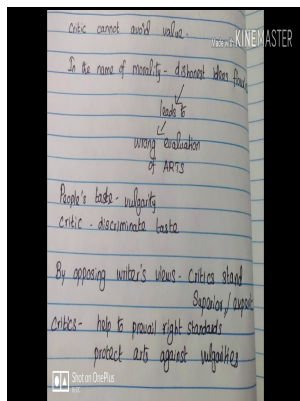 Critic cannot avoid value -
Made with KINEMASTER
In the name of morality - dishonest ideas
leads to
wrong evaluation
of ARTS
People's taste - vulgarity
critic - discriminate taste
By opposing writer's views - critics stand
Superior /
Critics - help to prevail right standards
protect arts against vulgarities
Shot on OnePlus